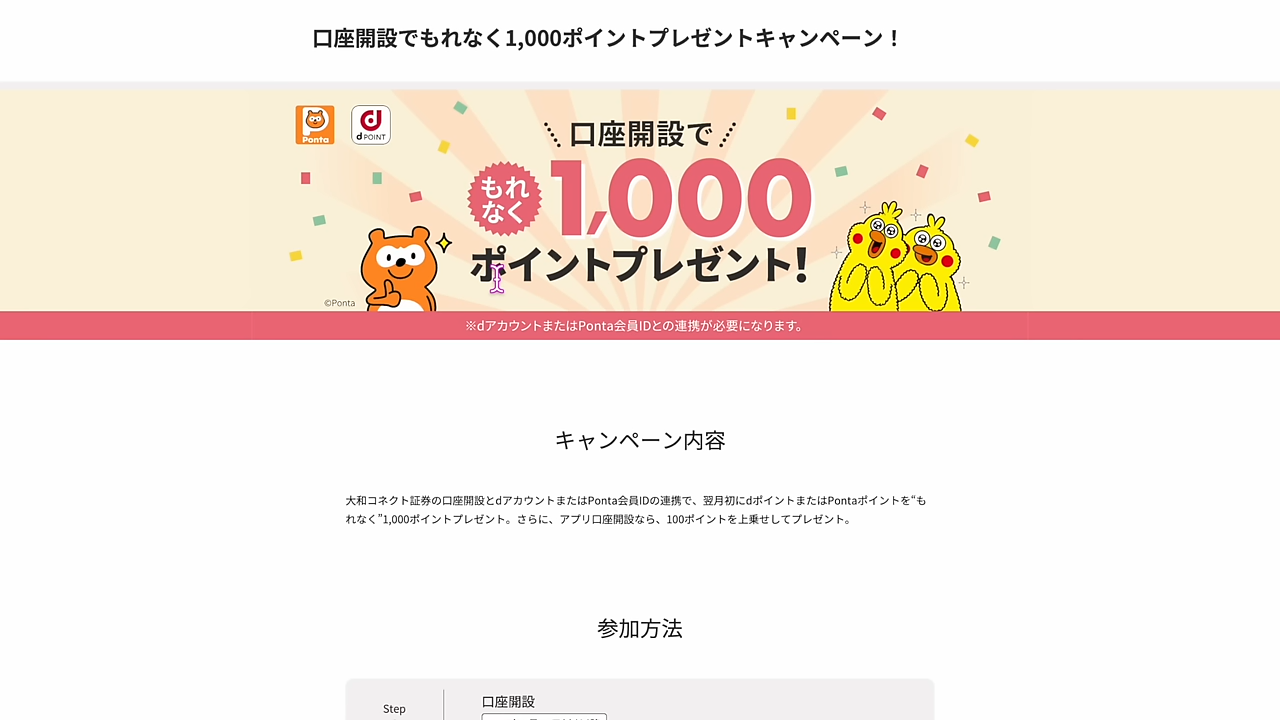 口座開設でもれなく1,000ポイントプレゼントキャンペーン！
Ponta
d POINT
口座開設で
もれなく
1,000
ポイントプレゼント!
©Ponta
※dアカウントまたはPonta会員IDとの連携が必要になります。
キャンペーン内容
大和コネクト証券の口座開設とdアカウントまたはPonta会員IDの連携で、翌月初にdポイントまたはPontaポイントを“も
れなく”1,000ポイントプレゼント。さらに、アプリ口座開設なら、100ポイントを上乗せしてプレゼント。
参加方法
Step
口座開設